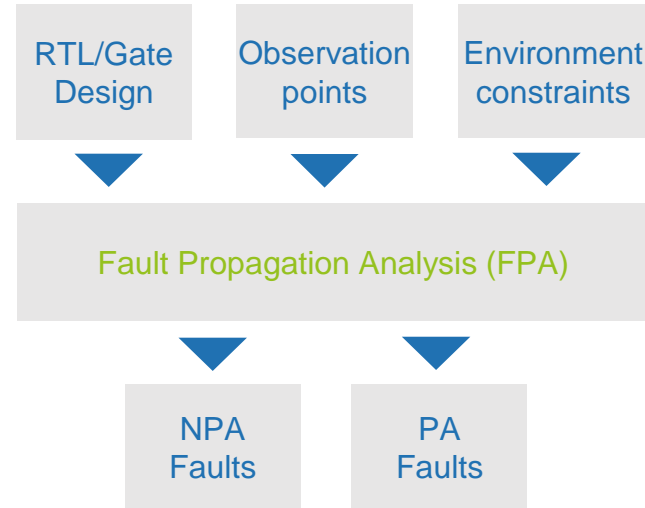 RTL/Gate
Design
Observation
points
Environment
constraints
Fault Propagation Analysis (FPA)
NPA
Faults
PA
Faults